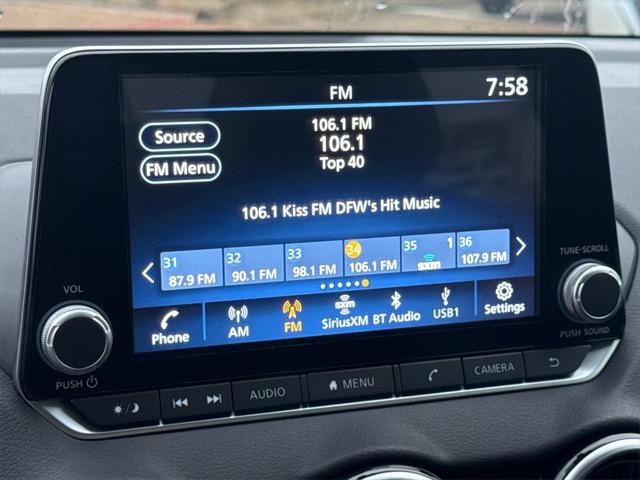 FM
7:58
Source
FM Menu
106.1 FM
106.1
Top 40
106.1 Kiss FM DFW's Hit Music
31
87.9 FM
32
90.1 FM
33
98.1 FM
34
106.1 FM
35
1
sxm
36
107.9 FM
Phone
AM
FM
sxm
SiriusXM
BT Audio
USB1
Settings
VOL
PUSH
TUNE·SCROLL
PUSH SOUND
AUDIO
MENU
CAMERA